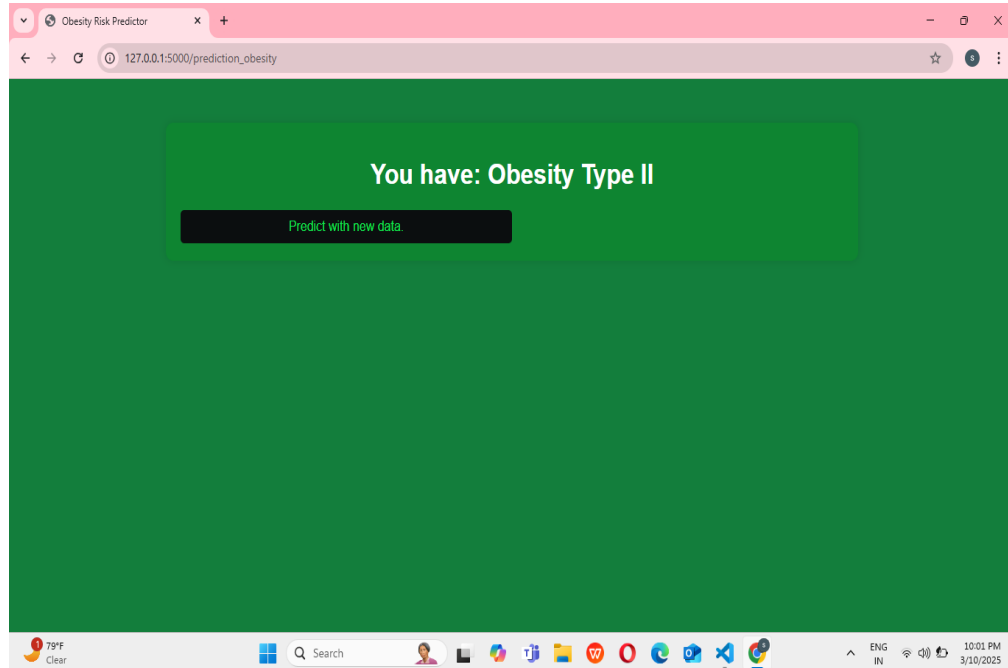 Obesity Risk Predictor
127.0.0.1:5000/prediction_obesity
S
You have: Obesity Type II
Predict with new data.
1
79°F
Clear
Search
W
ENG
IN
10:01 PM
3/10/2025